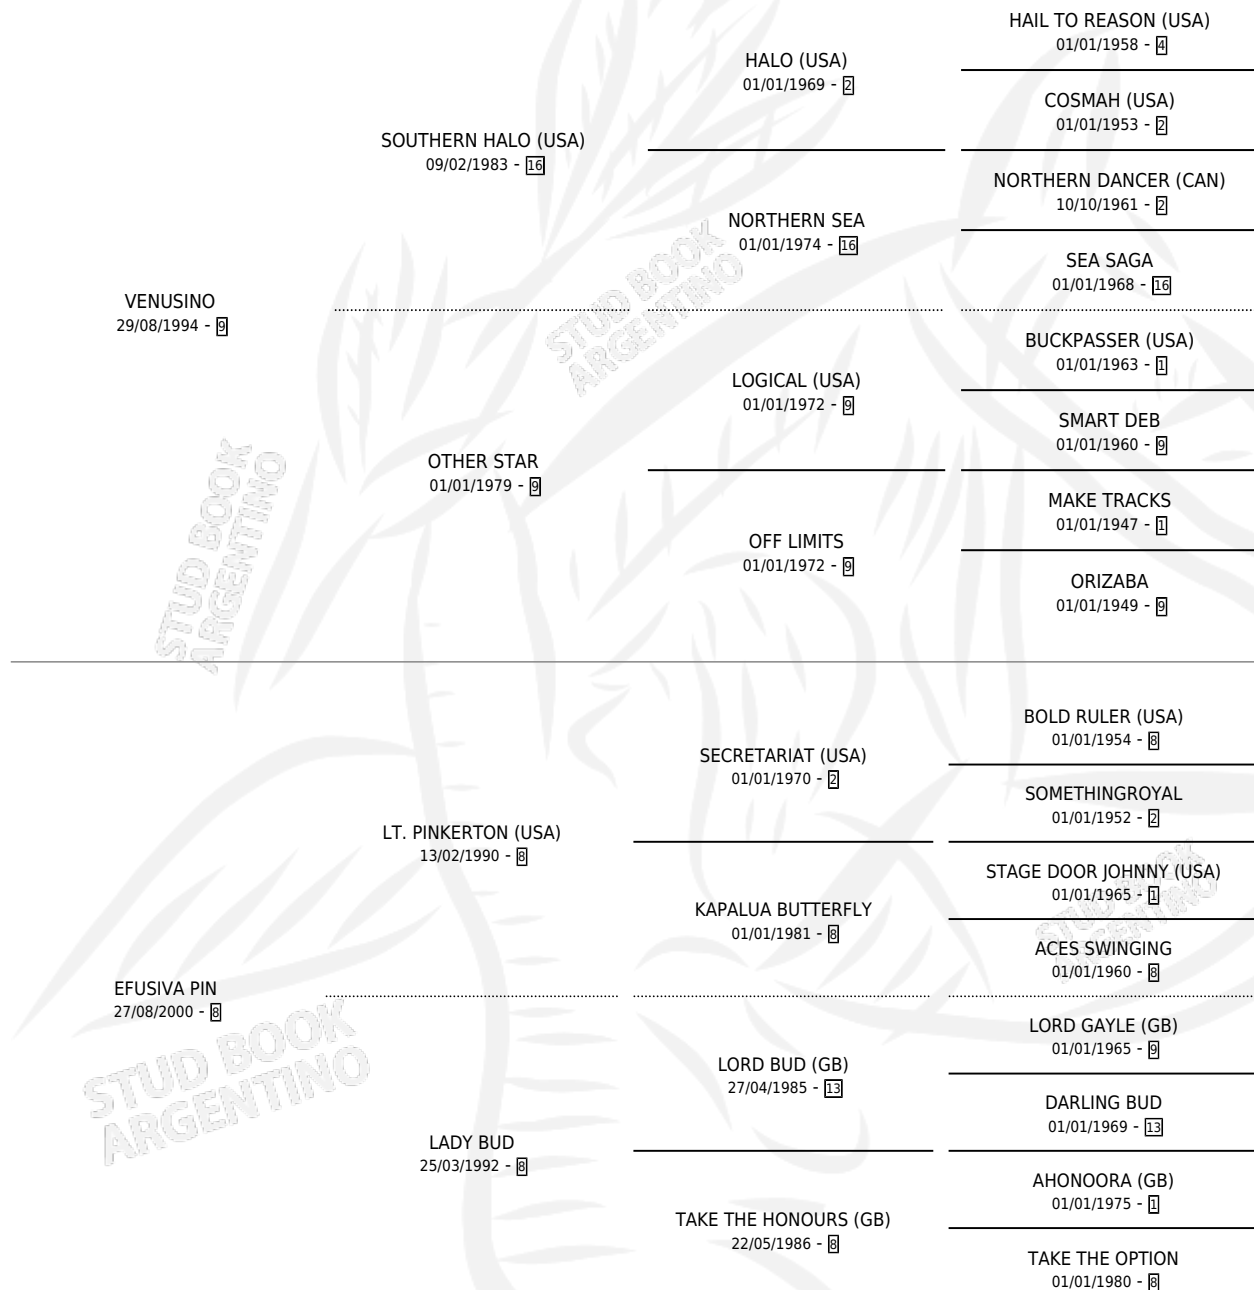 HAIL TO REASON (USA)
01/01/1958 - 4
HALO (USA)
01/01/1969 - 2
COSMAH (USA)
01/01/1953 - 2
SOUTHERN HALO (USA)
09/02/1983 - 16
NORTHERN DANCER (CAN)
10/10/1961 - 2
NORTHERN SEA
01/01/1974 - 16
SEA SAGA
01/01/1968 - 16
VENUSINO
29/08/1994 - 9
STUD BOOK
ARGENTINO
BUCKPASSER (USA)
01/01/1963 - 1
LOGICAL (USA)
01/01/1972 - 9
SMART DEB
01/01/1960 - 9
OTHER STAR
01/01/1979 - 9
MAKE TRACKS
01/01/1947 - 1
OFF LIMITS
01/01/1972 - 9
ORIZABA
01/01/1949 - 9
STUD BOOK
ARGENTINO
BOLD RULER (USA)
01/01/1954 - 8
SECRETARIAT (USA)
01/01/1970 - 2
SOMETHINGROYAL
01/01/1952 - 2
LT. PINKERTON (USA)
13/02/1990 - 8
STAGE DOOR JOHNNY (USA)
01/01/1965 - 1
KAPALUA BUTTERFLY
01/01/1981 - 8
ACES SWINGING
01/01/1960 - 8
STUD BOOK
ARGENTINO
EFUSIVA PIN
27/08/2000 - 8
STUD BOOK
ARGENTINO
LORD GAYLE (GB)
01/01/1965 - 9
LORD BUD (GB)
27/04/1985 - 13
DARLING BUD
01/01/1969 - 13
LADY BUD
25/03/1992 - 8
AHONOORA (GB)
01/01/1975 - 1
TAKE THE HONOURS (GB)
22/05/1986 - 8
TAKE THE OPTION
01/01/1980 - 8